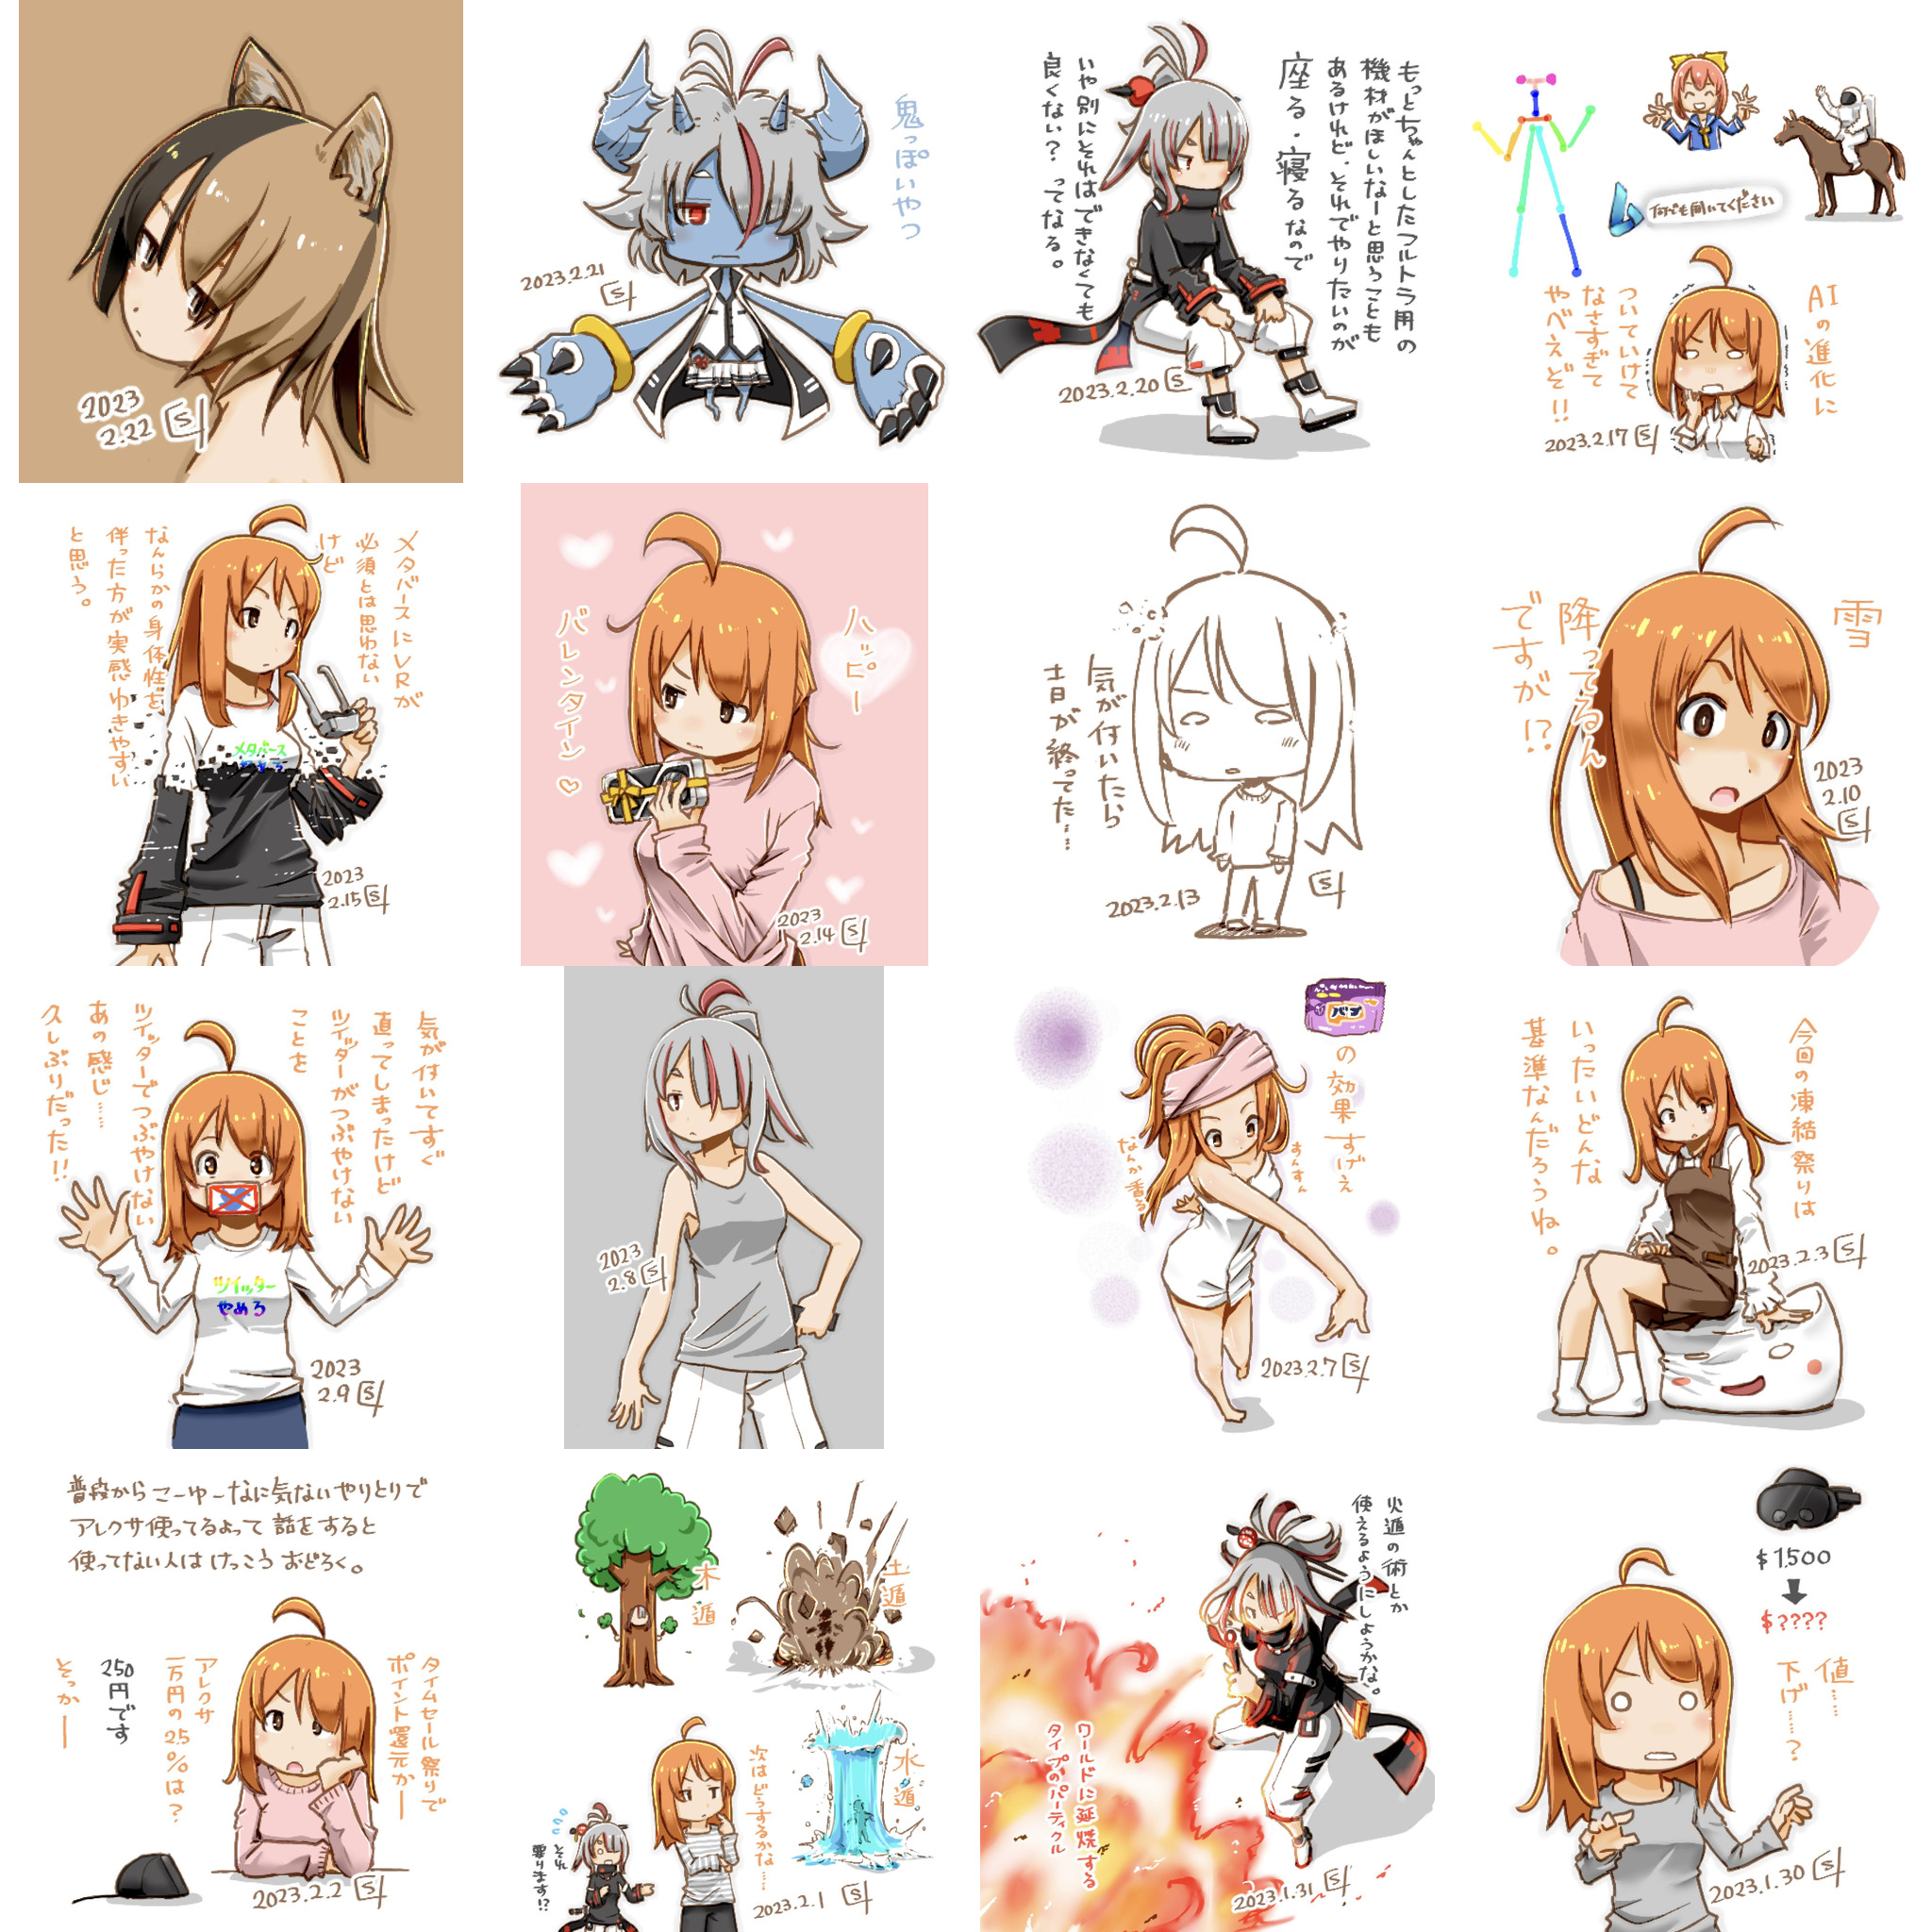 2023
2.22
鬼っぽいやつ
2023.2.21
もっとちゃんとしたフルトラ用の
機材がほしいなーと思うことも
あるけれど、それでやりたいのが
座る・寝るなので
いや別にそれはできなくても
良くない？ってなる。
2023.2.20
何でも聞いてください
AIの進化に
ついていけて
なさすぎて
やべえぞ!!
2023.2.17
メタバースにVRが
必須とは思わない
けど
なんらかの身体性を
伴った方が実感ゆきやすい
と思う。
メタバース
2023
2.15
ハッピー
バレンタイン♡
2023
2.14
気が付いたら
土日が終ってた…
2023.2.13
雪
降ってるん
ですが!?
2023
2.10
気が付いてすぐ
直ってしまったけど
ツイッターがつぶやけない
ことを
ツイッターでつぶやけない
あの感じ……
久しぶりだった!!
ツイッター
やめろ
2023
2.9
2023
2.8
バブ
の効果すげえ
なんか香る
2023.2.7
今回の凍結祭りは
いったいどんな
基準なんだろうね。
2023.2.3
普段からこーゆーなに気ないやりとりで
アレクサ使ってるよって話をすると
使ってない人はけっこうおどろく。
タイムセール祭りで
ポイント還元か──
アレクサ
一万円の2.5%は？
250円です
そっか──
2023.2.2
木遁
土遁
水遁
次はどうするかな……
それ
要ります!?
2023.2.1
火遁の術とか
使えるようにしようかな。
ワールドに延焼する
タイプのパーティクル
2023.1.31
$1,500
$????
値……
下げ……？
2023.1.30